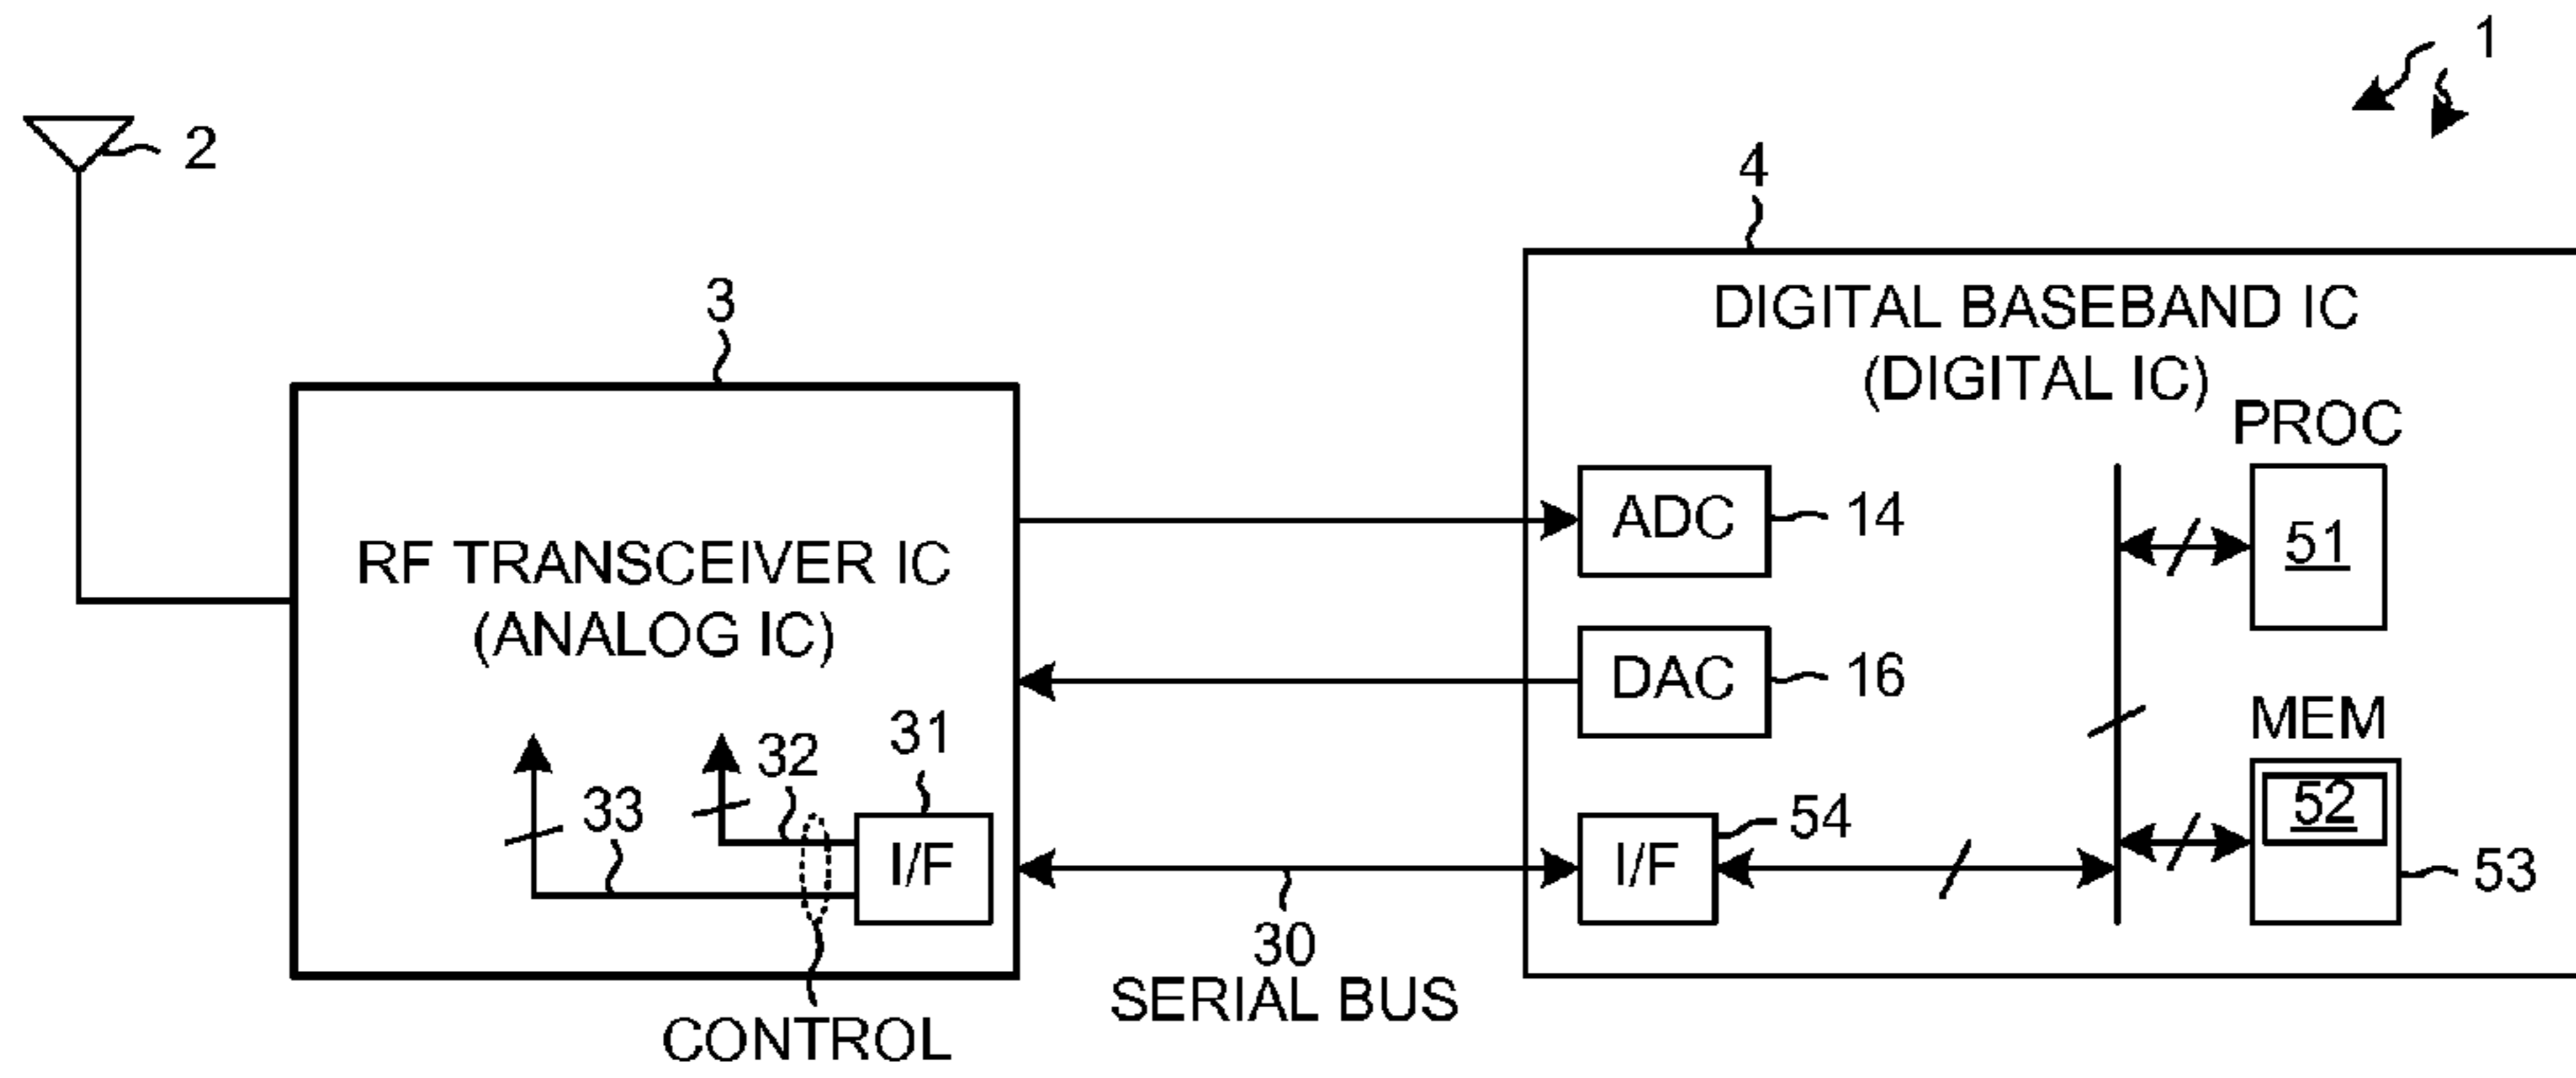 1
2
4
3
DIGITAL BASEBAND IC
(DIGITAL IC)
PROC
ADC
14
51
RF TRANSCEIVER IC
(ANALOG IC)
DAC
16
MEM
31
32
33
I/F
I/F
54
52
53
30
SERIAL BUS
CONTROL